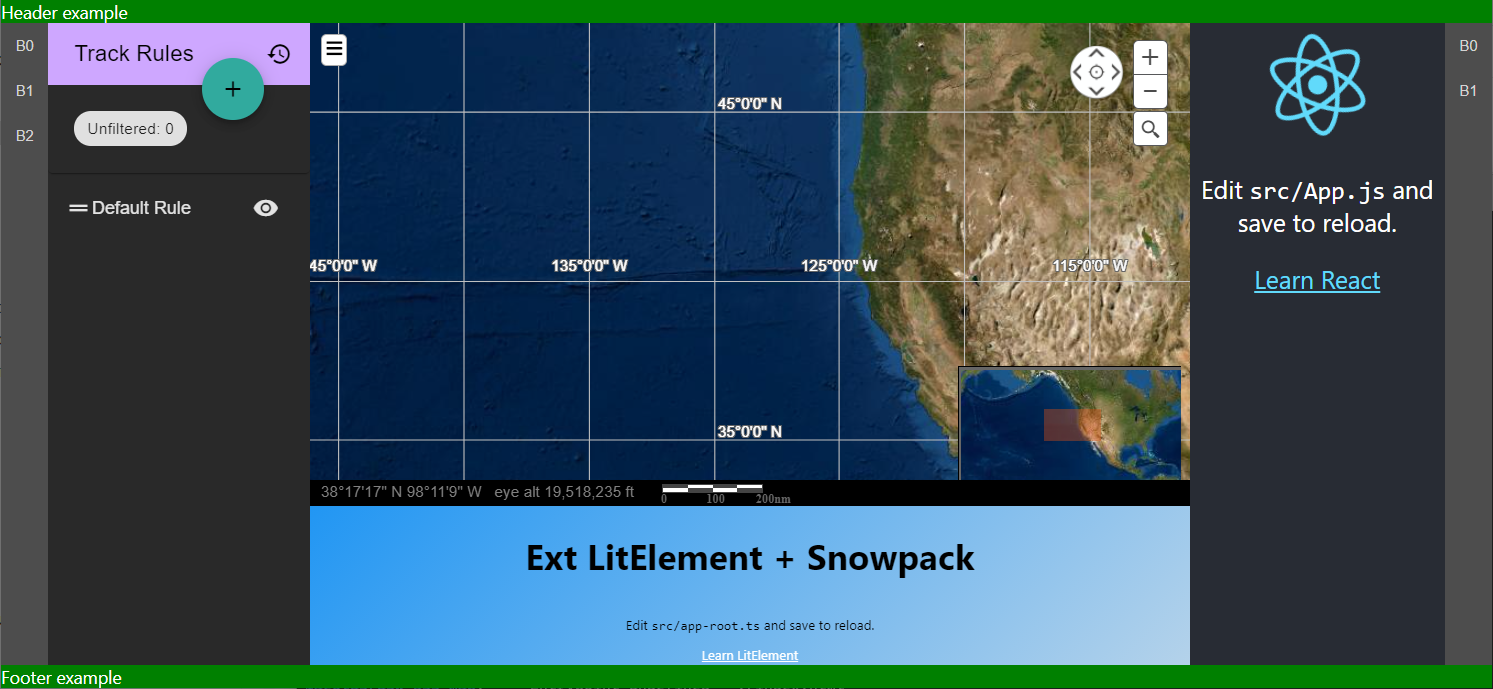 Header example
B0
B1
B2
Track Rules
+
Unfiltered: 0
Default Rule
45°0'0" N
45°0'0" W
135°0'0" W
125°0'0" W
115°0'0" W
35°0'0" N
+
−
38°17'17" N 98°11'9" W eye alt 19,518,235 ft
0 100 200nm
Ext LitElement + Snowpack
Edit src/app-root.ts and save to reload.
Learn LitElement
Edit src/App.js and
save to reload.
Learn React
B0
B1
Footer example